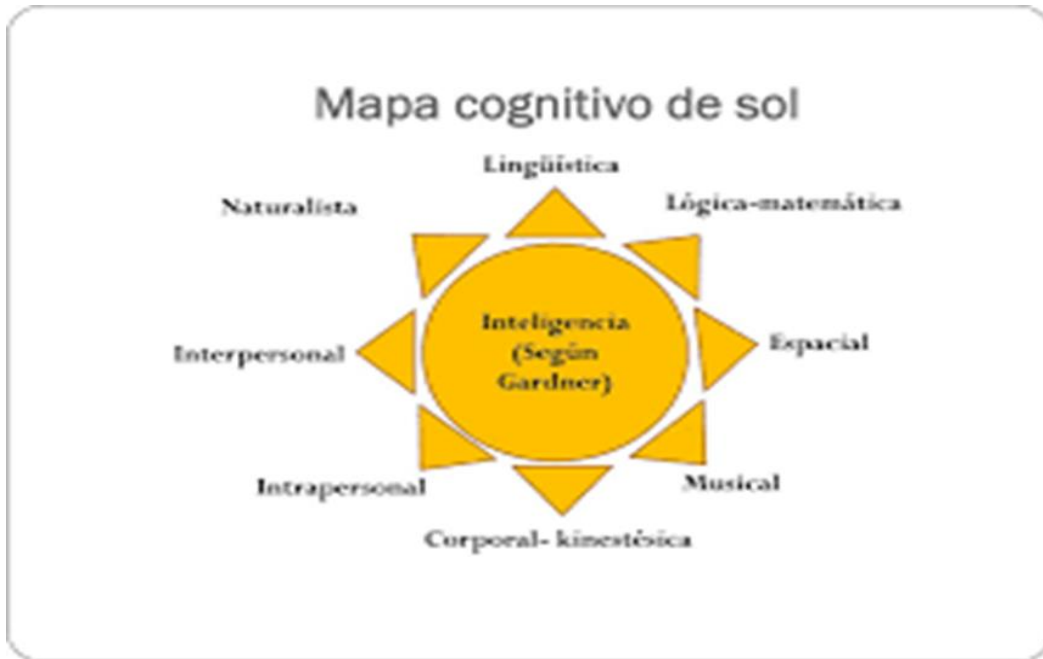 Mapa cognitivo de sol
Lingüística
Naturalista
Lógica-matemática
Inteligencia
(Según
Gardner)
Interpersonal
Espacial
Intrapersonal
Musical
Corporal- kinestésica